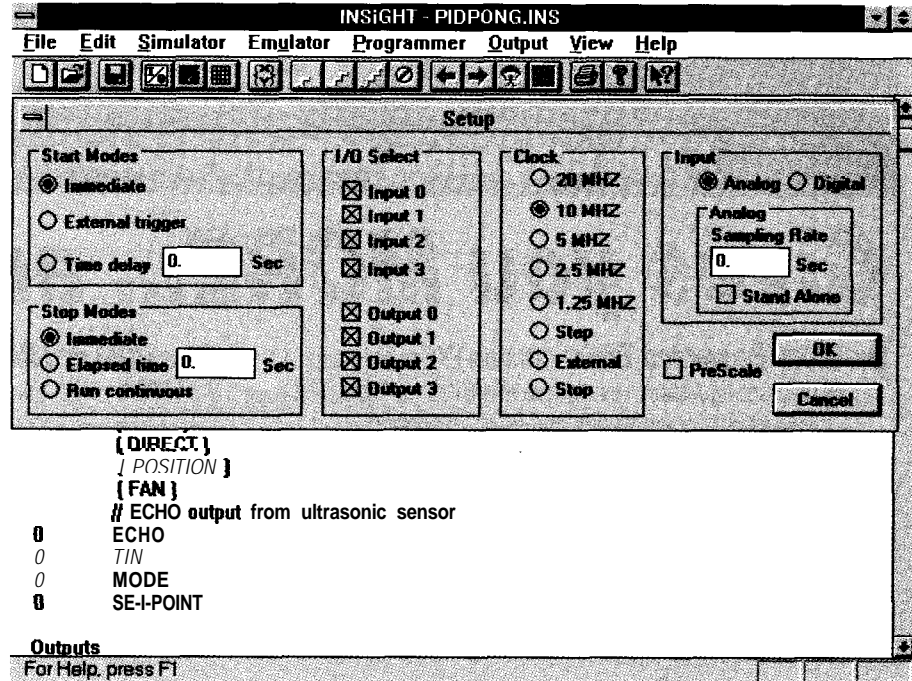 INSiGHT - PIDPONG.INS
File Edit Simulator Emulator Programmer Output View Help
Setup
Start Modes
Immediate
External trigger
Time delay 0. Sec
Stop Modes
Immediate
Elapsed time 0. Sec
Run continuous
I/O Select
Input 0
Input 1
Input 2
Input 3
Output 0
Output 1
Output 2
Output 3
Clock
20 MHZ
10 MHZ
5 MHZ
2.5 MHZ
1.25 MHZ
Step
External
Stop
Input
Analog Digital
Analog
Sampling Rate
0. Sec
Stand Alone
PreScale
OK
Cancel
{ DIRECT }
{ POSITION }
{ FAN }
// ECHO output from ultrasonic sensor
0 ECHO
0 TIN
0 MODE
0 SE-I-POINT
Outputs
For Help, press F1